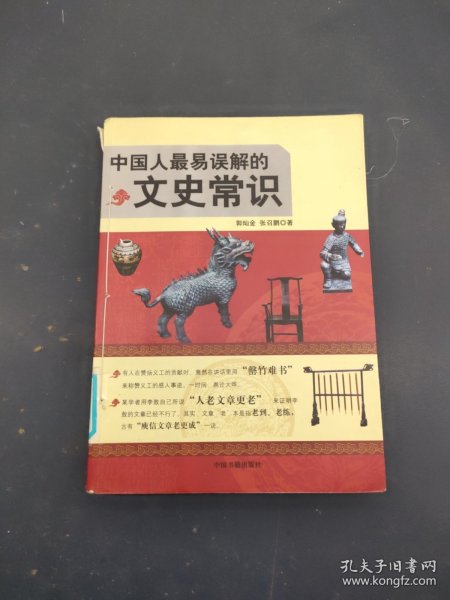 中国人最易误解的
文史常识
郭灿金 张召鹏◎著
有人在赞扬义工的贡献时，竟然在讲话里用“罄竹难书”
来称赞义工的感人事迹，一时间，舆论大哗。
某学者用李敖自己所谓“人老文章更老”，来证明李
敖的文章已经不行了。其实，文章“老”本是指老到、老练，
古有“庾信文章老更成”一说。
中国书籍出版社
孔夫子旧书网
www.kongfz.com